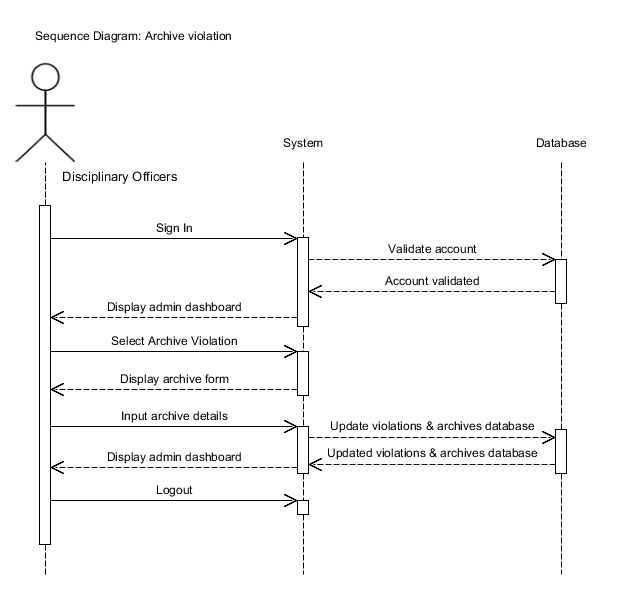 Sequence Diagram: Archive violation
System
Database
Disciplinary Officers
Sign In
Validate account
Account validated
Display admin dashboard
Select Archive Violation
Display archive form
Input archive details
Update violations & archives database
Updated violations & archives database
Display admin dashboard
Logout